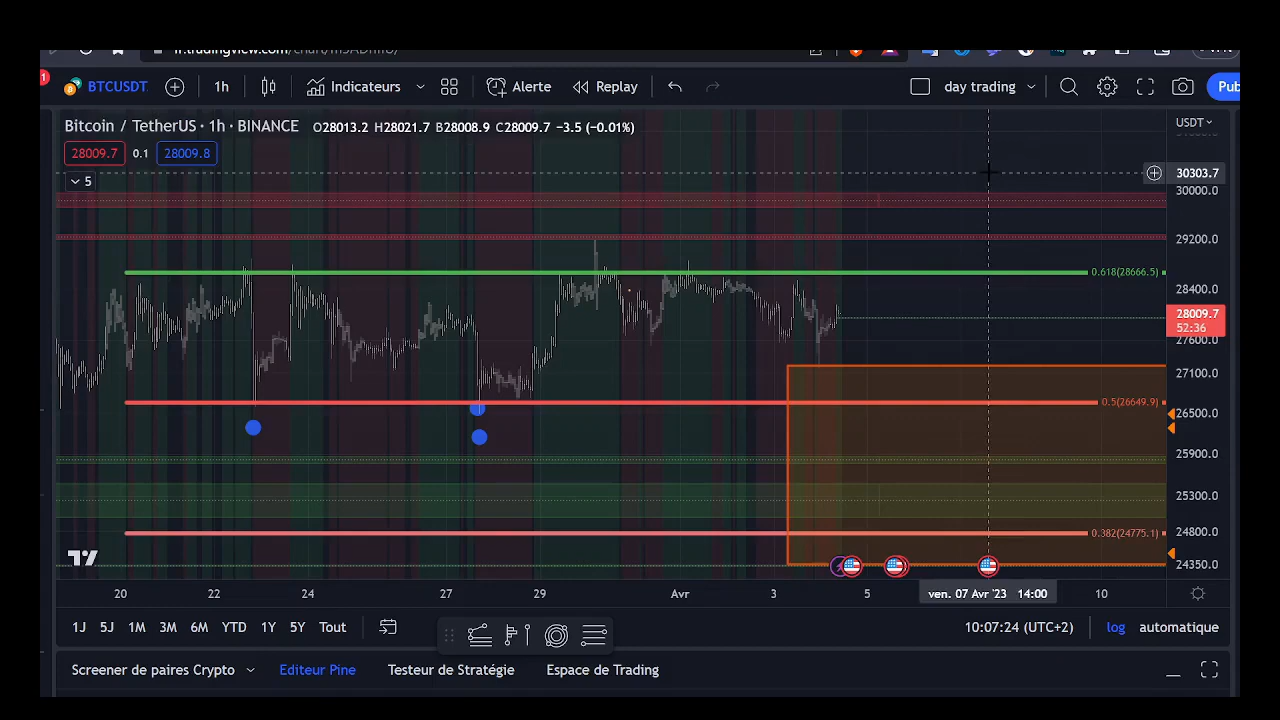 fr.tradingview.com/chart/m5ADmf6/
1
BTCUSDT 1h Indicateurs Alerte Replay day trading Pub
Bitcoin / TetherUS · 1h · BINANCE O28013.2 H28021.7 B28008.9 C28009.7 −3.5 (−0.01%)
USDT
28009.7 0.1 28009.8
5
30303.7
30000.0
29200.0
0.618(28666.5)
28400.0
28009.7
52:36
27600.0
27100.0
0.5(26649.9)
26500.0
25900.0
25300.0
0.382(24775.1)
24800.0
24350.0
20 22 24 27 29 Avr 3 5 ven. 07 Avr '23 14:00 10
1J 5J 1M 3M 6M YTD 1Y 5Y Tout 10:07:24 (UTC+2) log automatique
Screener de paires Crypto Editeur Pine Testeur de Stratégie Espace de Trading